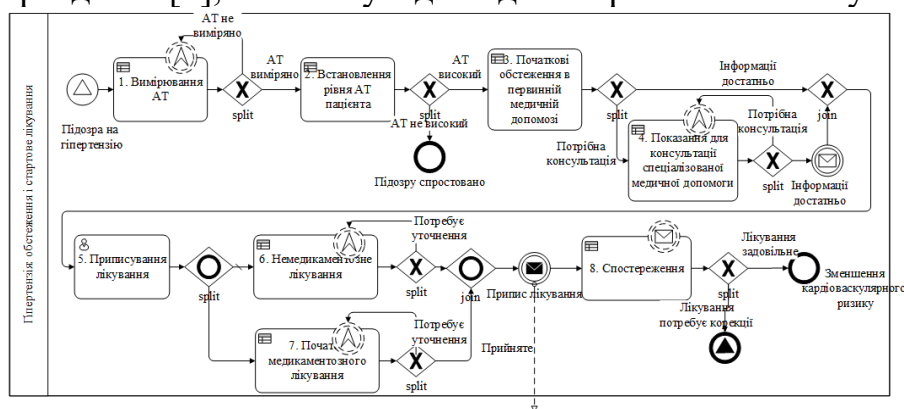 АТ не
виміряно
1. Вимірювання
АТ
split
Підозра на
гіпертензію
АТ
виміряно
2. Встановлення
рівня АТ
пацієнта
АТ
високий
split
АТ не високий
Підозру спростовано
3. Початкові
обстеження в
первинній
медичній
допомозі
split
Інформації
достатньо
join
Потрібна
консультація
4. Показання для
консультації
спеціалізованої
медичної допомоги
Потрібна
консультація
split
Інформації
достатньо
Гіпертензія: обстеження і стартове лікування
5. Приписування
лікування
split
6. Немедикаментозне
лікування
Потребує
уточнення
split
join
7. Початок
медикаментозного
лікування
Потребує
уточнення
split
Прийняте
Припис лікування
8. Спостереження
split
Лікування
задовільне
Зменшення
кардіоваскулярного
ризику
Лікування
потребує корекції